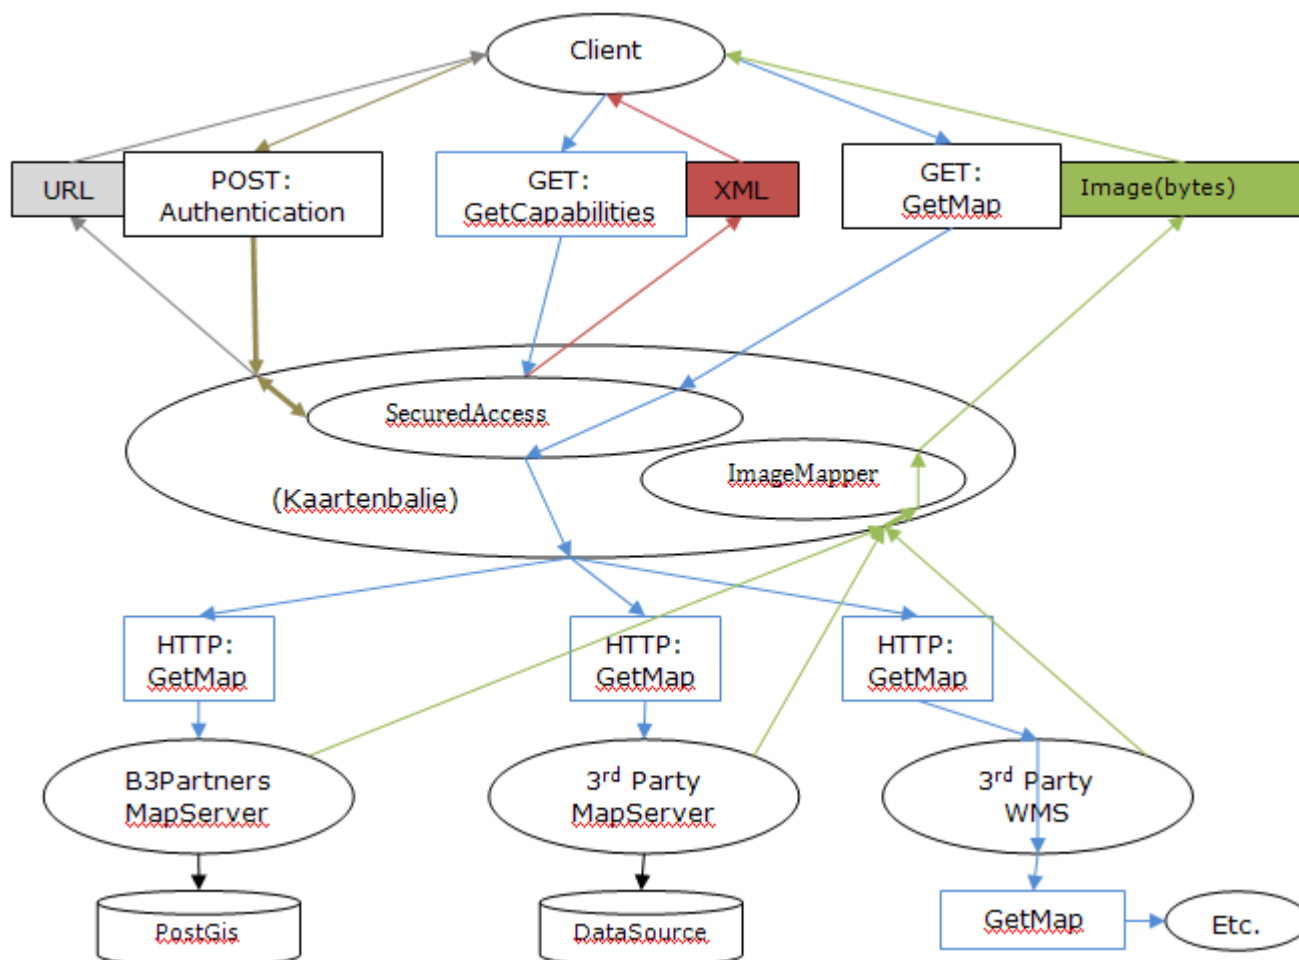 Client
URL
POST:
Authentication
GET:
GetCapabilities
XML
GET:
GetMap
Image(bytes)
SecuredAccess
ImageMapper
(Kaartenbalie)
HTTP:
GetMap
HTTP:
GetMap
HTTP:
GetMap
B3Partners
MapServer
3rd Party
MapServer
3rd Party
WMS
PostGis
DataSource
GetMap
Etc.